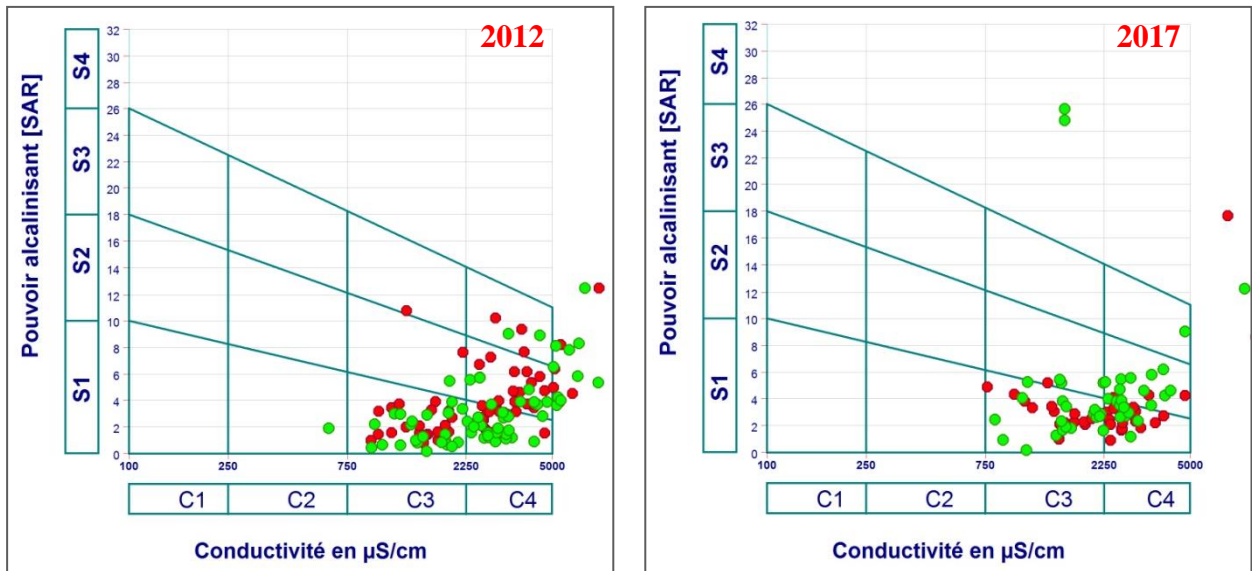 2012
Pouvoir alcalinisant [SAR]
S4
S3
S2
S1
32
30
28
26
24
22
20
18
16
14
12
10
8
6
4
2
0
100
250
750
2250
5000
C1
C2
C3
C4
Conductivité en µS/cm
2017
Pouvoir alcalinisant [SAR]
S4
S3
S2
S1
32
30
28
26
24
22
20
18
16
14
12
10
8
6
4
2
0
100
250
750
2250
5000
C1
C2
C3
C4
Conductivité en µS/cm